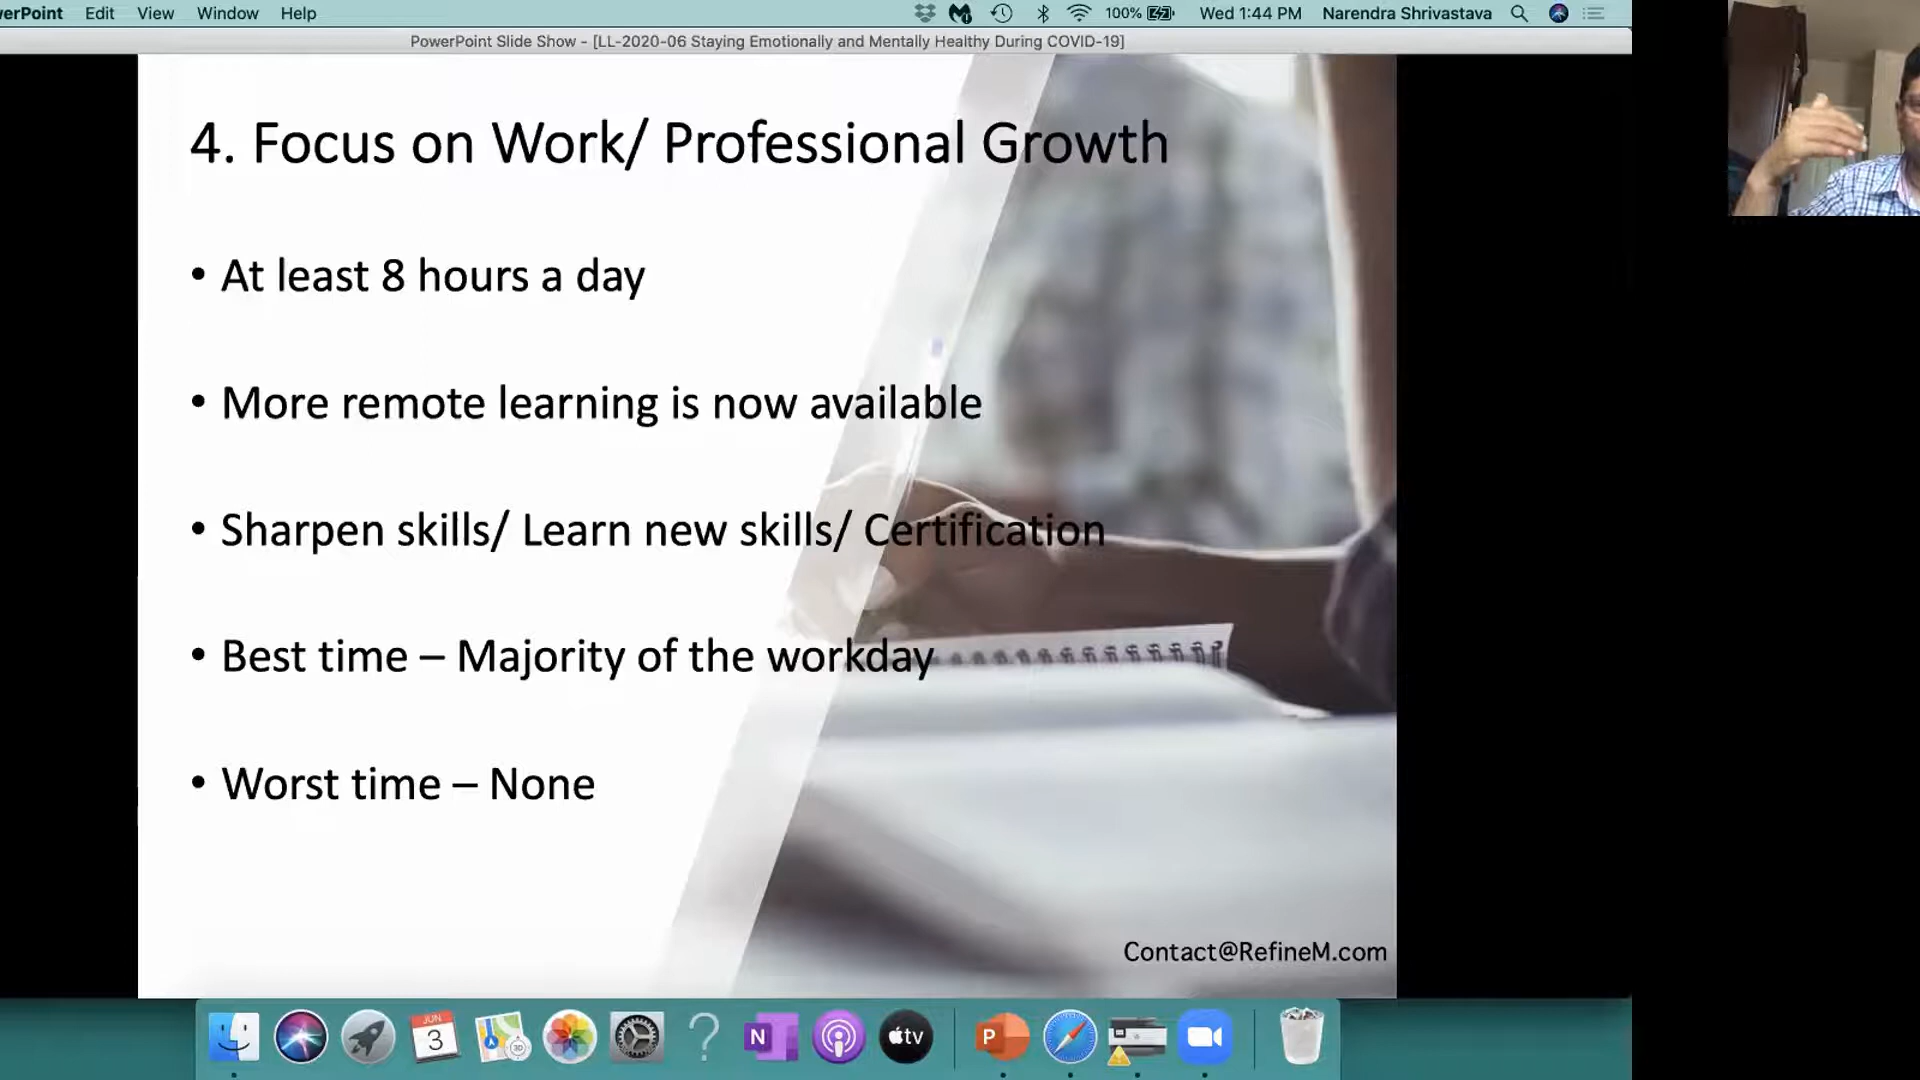 erPoint Edit View Window Help 100% Wed 1:44 PM Narendra Shrivastava
PowerPoint Slide Show - [LL-2020-06 Staying Emotionally and Mentally Healthy During COVID-19]
4. Focus on Work/ Professional Growth
• At least 8 hours a day
• More remote learning is now available
• Sharpen skills/ Learn new skills/ Certification
• Best time – Majority of the workday
• Worst time – None
Contact@RefineM.com
JUN
3
3D
N
tv
P